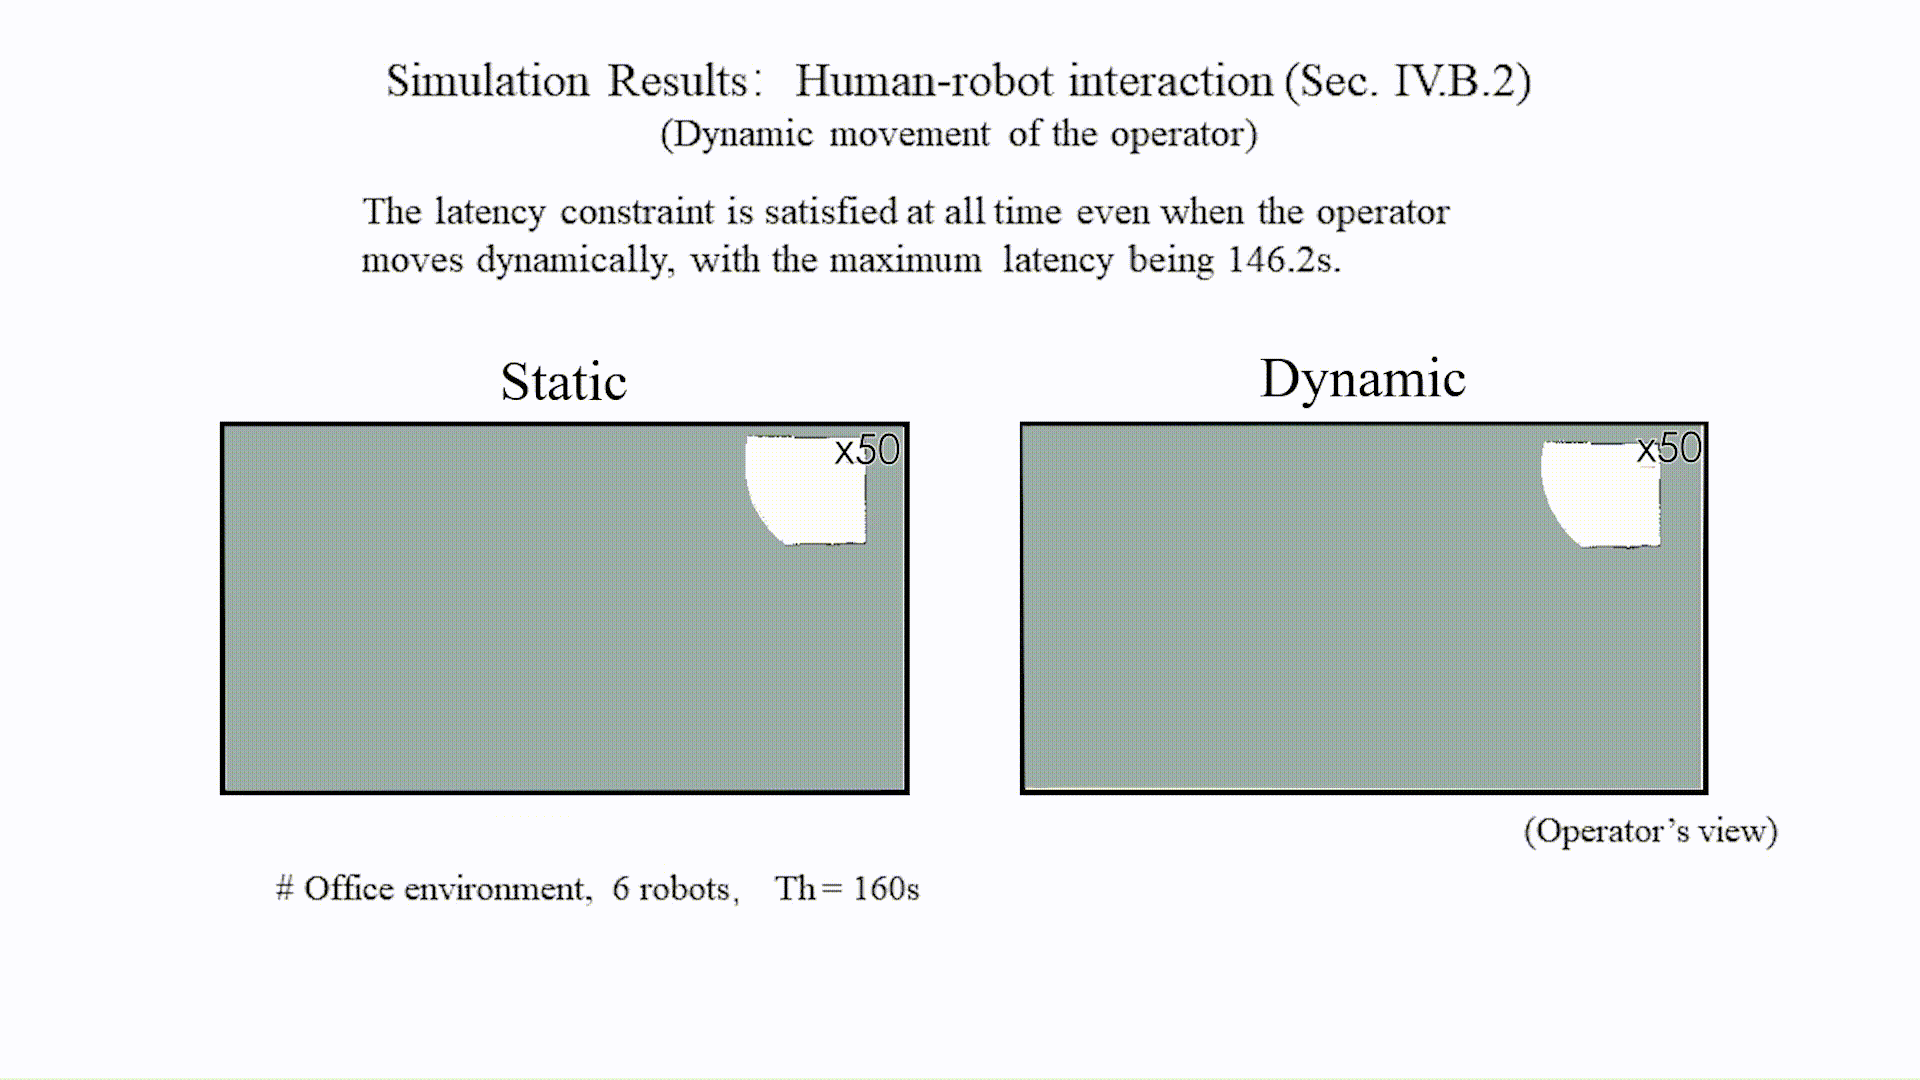 Simulation Results: Human-robot interaction (Sec. IV.B.2)
(Dynamic movement of the operator)
The latency constraint is satisfied at all time even when the operator
moves dynamically, with the maximum latency being 146.2s.
Static
Dynamic
x50
x50
(Operator’s view)
# Office environment, 6 robots, Th= 160s